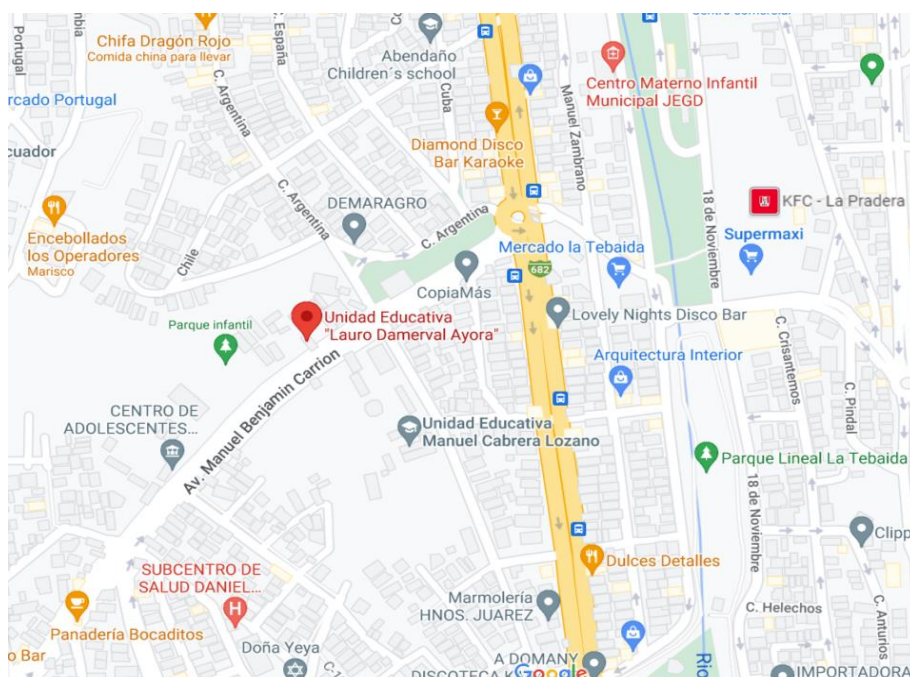 Chifa Dragón Rojo
Comida china para llevar
C. España
Portugal
Abendaño
Children´s school
Cuba
Centro Materno Infantil
Municipal JEGD
Manuel Zambrano
C. Argentina
Diamond Disco
Bar Karaoke
18 de Noviembre
KFC - La Pradera
Encebollados
los Operadores
Marisco
Chile
C. Argentina
DEMARAGRO
C. Argentina
Mercado la Tebaida
Supermaxi
682
CopiaMás
Lovely Nights Disco Bar
Unidad Educativa
"Lauro Damerval Ayora"
Parque infantil
Arquitectura Interior
C. Crisantemos
C. Pindal
CENTRO DE
ADOLESCENTES...
Av. Manuel Benjamin Carrion
Unidad Educativa
Manuel Cabrera Lozano
Parque Lineal La Tebaida
18 de Noviembre
Clipp
SUBCENTRO DE
SALUD DANIEL...
H
Dulces Detalles
Marmolería
HNOS. JUAREZ
C. Helechos
C. Anturios
Panadería Bocaditos
o Bar
Doña Yeya
A DOMANY
DISCOTECA
Google
Rio
IMPORTADORA